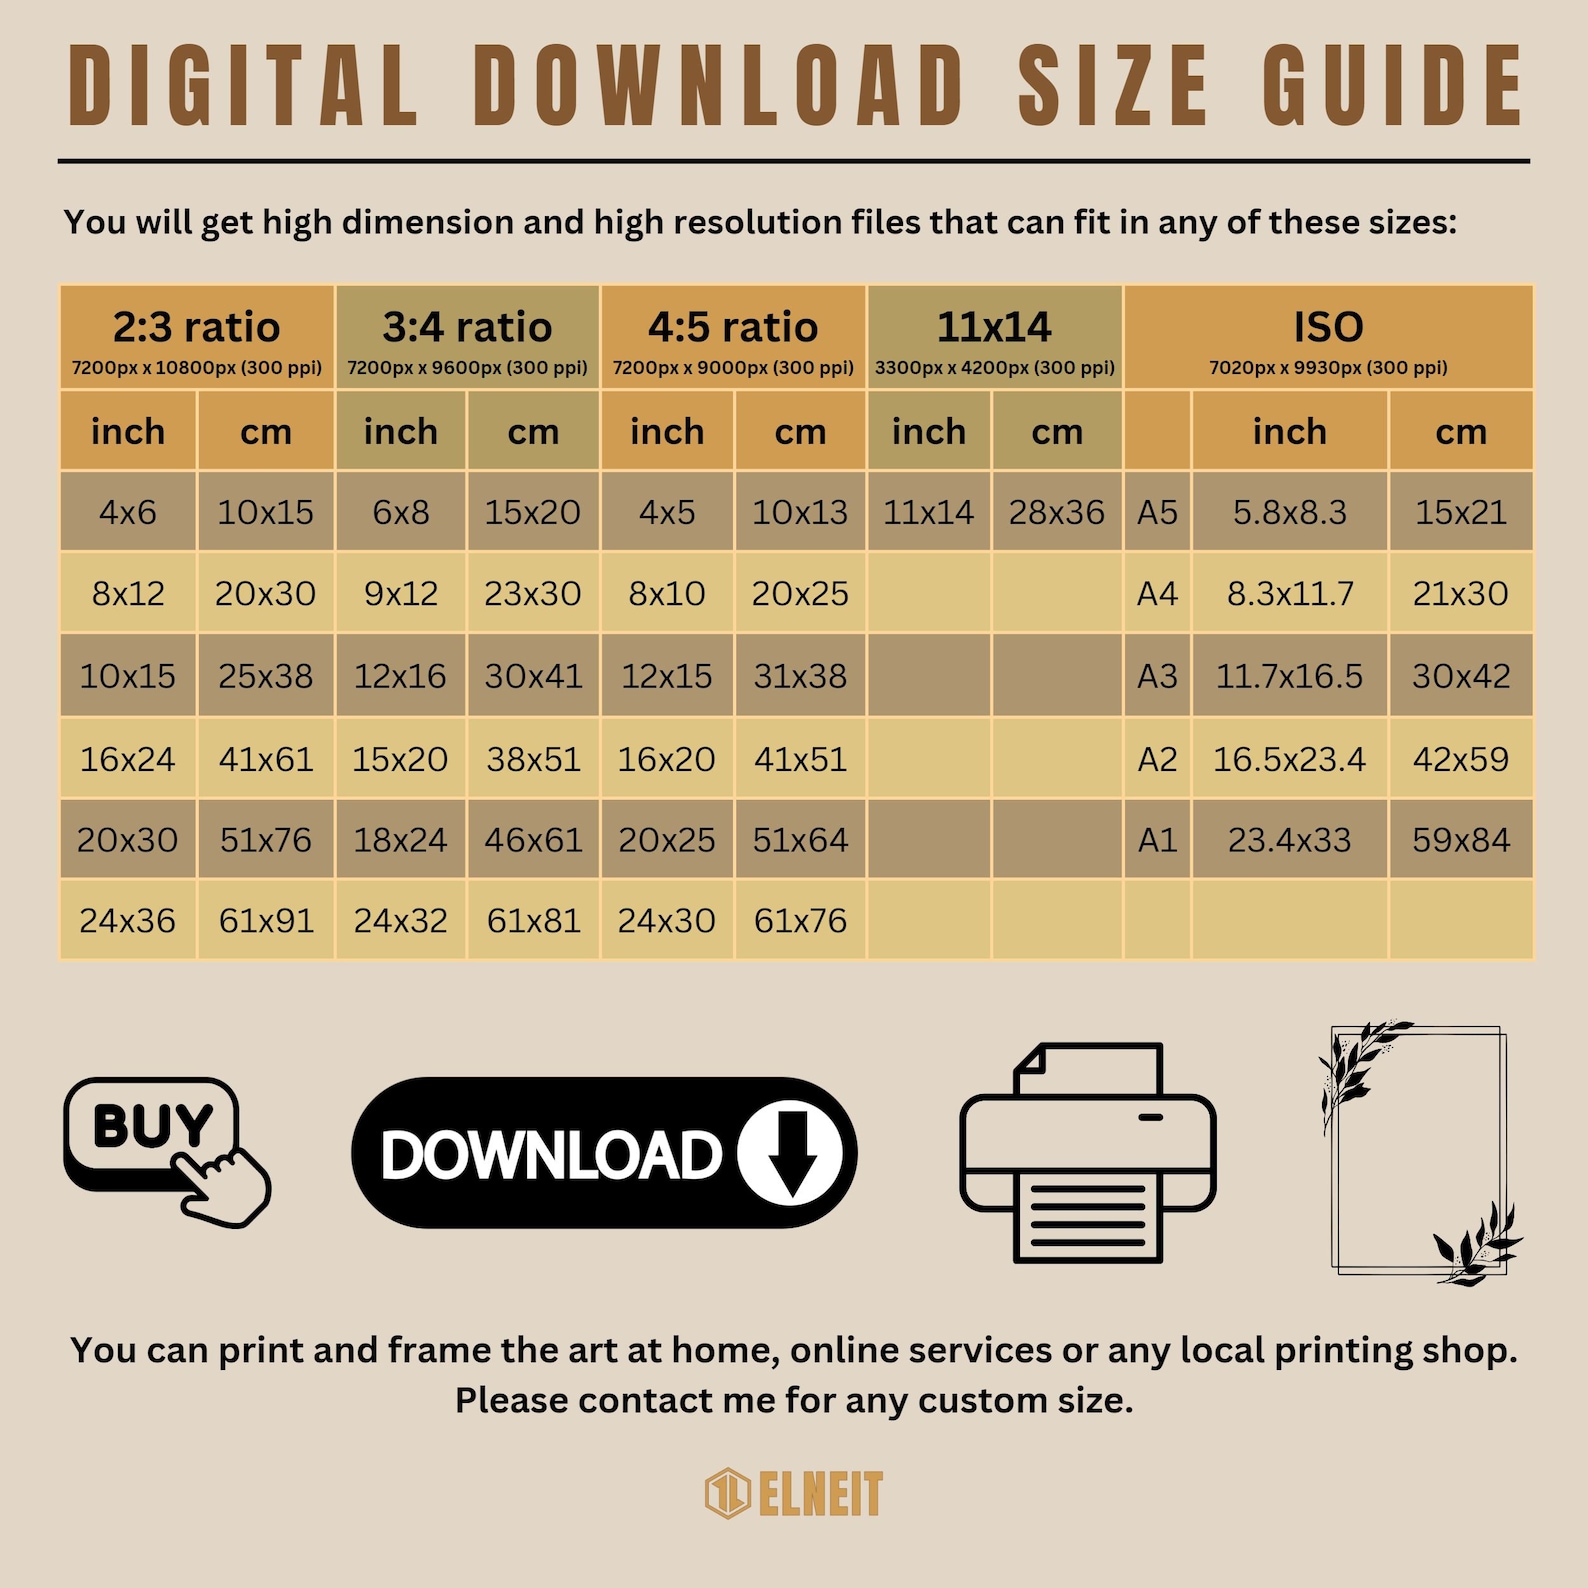 DIGITAL DOWNLOAD SIZE GUIDE
You will get high dimension and high resolution files that can fit in any of these sizes:
2:3 ratio 3:4 ratio 4:5 ratio 11x14 ISO
7200px x 10800px (300 ppi) 7200px x 9600px (300 ppi) 7200px x 9000px (300 ppi) 3300px x 4200px (300 ppi) 7020px x 9930px (300 ppi)
inch cm inch cm inch cm inch cm inch cm
4x6 10x15 6x8 15x20 4x5 10x13 11x14 28x36 A5 5.8x8.3 15x21
8x12 20x30 9x12 23x30 8x10 20x25 A4 8.3x11.7 21x30
10x15 25x38 12x16 30x41 12x15 31x38 A3 11.7x16.5 30x42
16x24 41x61 15x20 38x51 16x20 41x51 A2 16.5x23.4 42x59
20x30 51x76 18x24 46x61 20x25 51x64 A1 23.4x33 59x84
24x36 61x91 24x32 61x81 24x30 61x76
BUY DOWNLOAD
You can print and frame the art at home, online services or any local printing shop.
Please contact me for any custom size.
ELNEIT